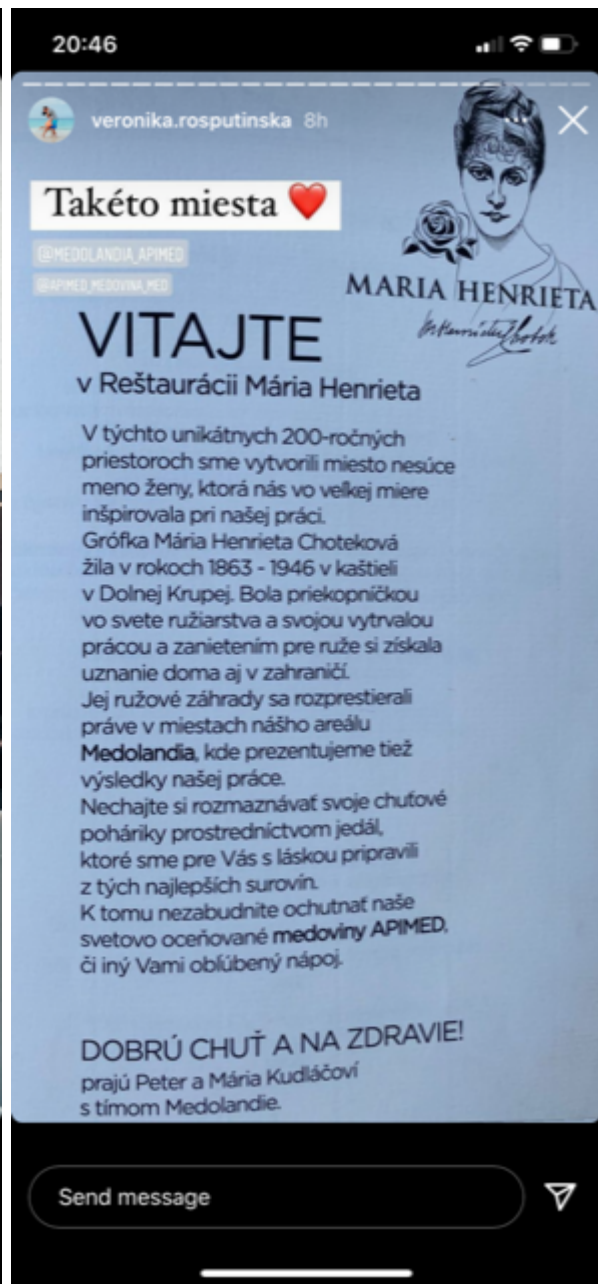 20:46
veronika.rosputinska 8h
Takéto miesta ❤️
@MEDOLANDIA_APIMED
@APIMED_MEDOVINA_MED
MARIA HENRIETA
VITAJTE
v Reštaurácii Mária Henrieta
V týchto unikátnych 200-ročných
priestoroch sme vytvorili miesto nesúce
meno ženy, ktorá nás vo veľkej miere
inšpirovala pri našej práci.
Grófka Mária Henrieta Choteková
žila v rokoch 1863 - 1946 v kaštieli
v Dolnej Krupej. Bola priekopníčkou
vo svete ružiarstva a svojou vytrvalou
prácou a zanietením pre ruže si získala
uznanie doma aj v zahraničí.
Jej ružové záhrady sa rozprestierali
práve v miestach nášho areálu
Medolandia, kde prezentujeme tiež
výsledky našej práce.
Nechajte si rozmaznávať svoje chuťové
poháriky prostredníctvom jedál,
ktoré sme pre Vás s láskou pripravili
z tých najlepších surovín.
K tomu nezabudnite ochutnať naše
svetovo oceňované medoviny APIMED,
či iný Vami obľúbený nápoj.
DOBRÚ CHUŤ A NA ZDRAVIE!
prajú Peter a Mária Kudláčoví
s tímom Medolandie.
Send message